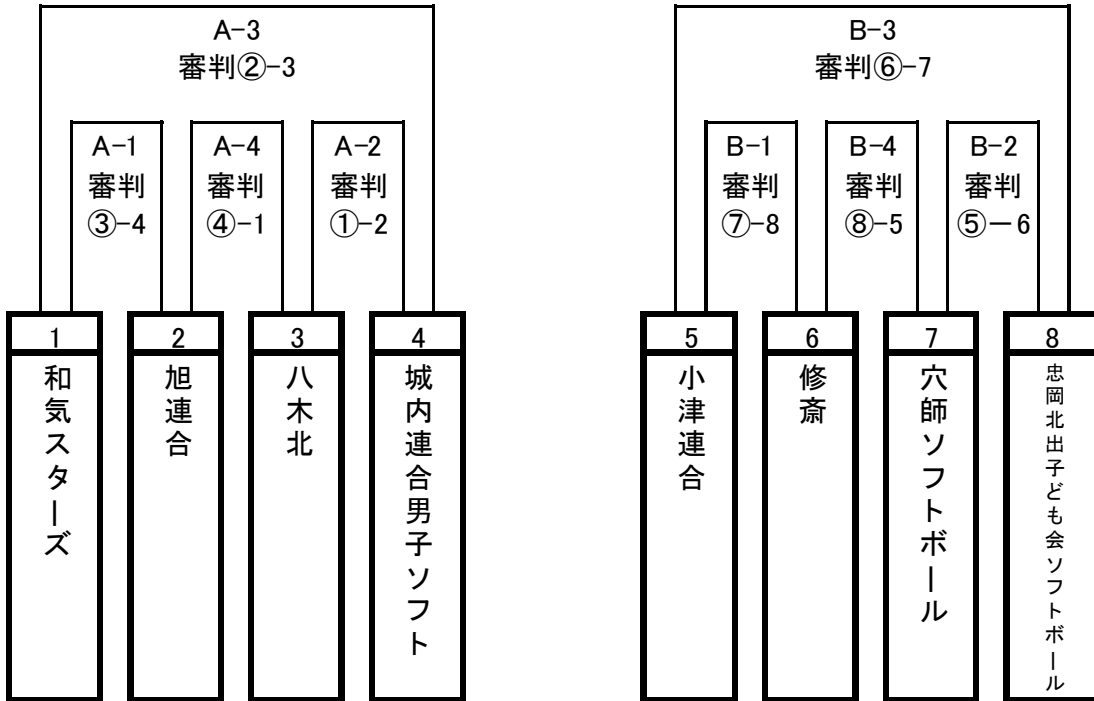 A-3
審判②-3
B-3
審判⑥-7
A-1
審判
③-4
A-4
審判
④-1
A-2
審判
①-2
B-1
審判
⑦-8
B-4
審判
⑧-5
B-2
審判
⑤－6
1
和気スターズ
2
旭連合
3
八木北
4
城内連合男子ソフト
5
小津連合
6
修斎
7
穴師ソフトボール
8
忠岡北出子ども会ソフトボール